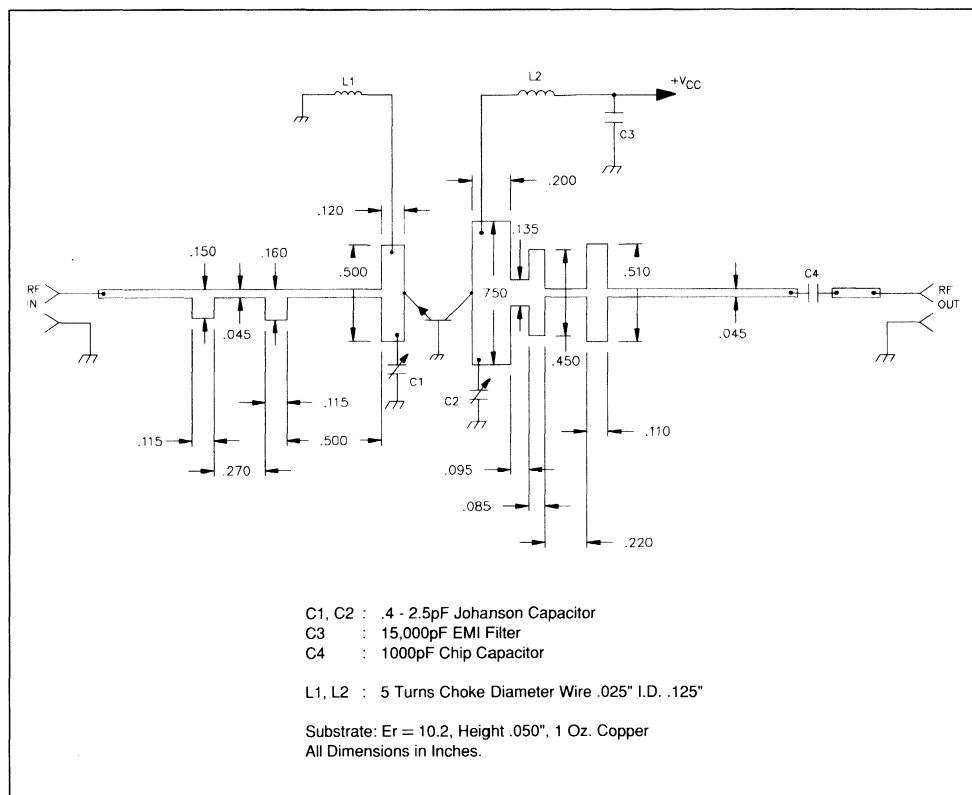 L1
L2
+VCC
C3
.200
.120
.135
.150
.160
.500
.750
.510
C4
RF
IN
RF
OUT
.045
.045
.450
C1
C2
.115
.115
.500
.110
.270
.095
.085
.220
C1, C2 : .4 - 2.5pF Johanson Capacitor
C3 : 15,000pF EMI Filter
C4 : 1000pF Chip Capacitor
L1, L2 : 5 Turns Choke Diameter Wire .025" I.D. .125"
Substrate: Er = 10.2, Height .050", 1 Oz. Copper
All Dimensions in Inches.